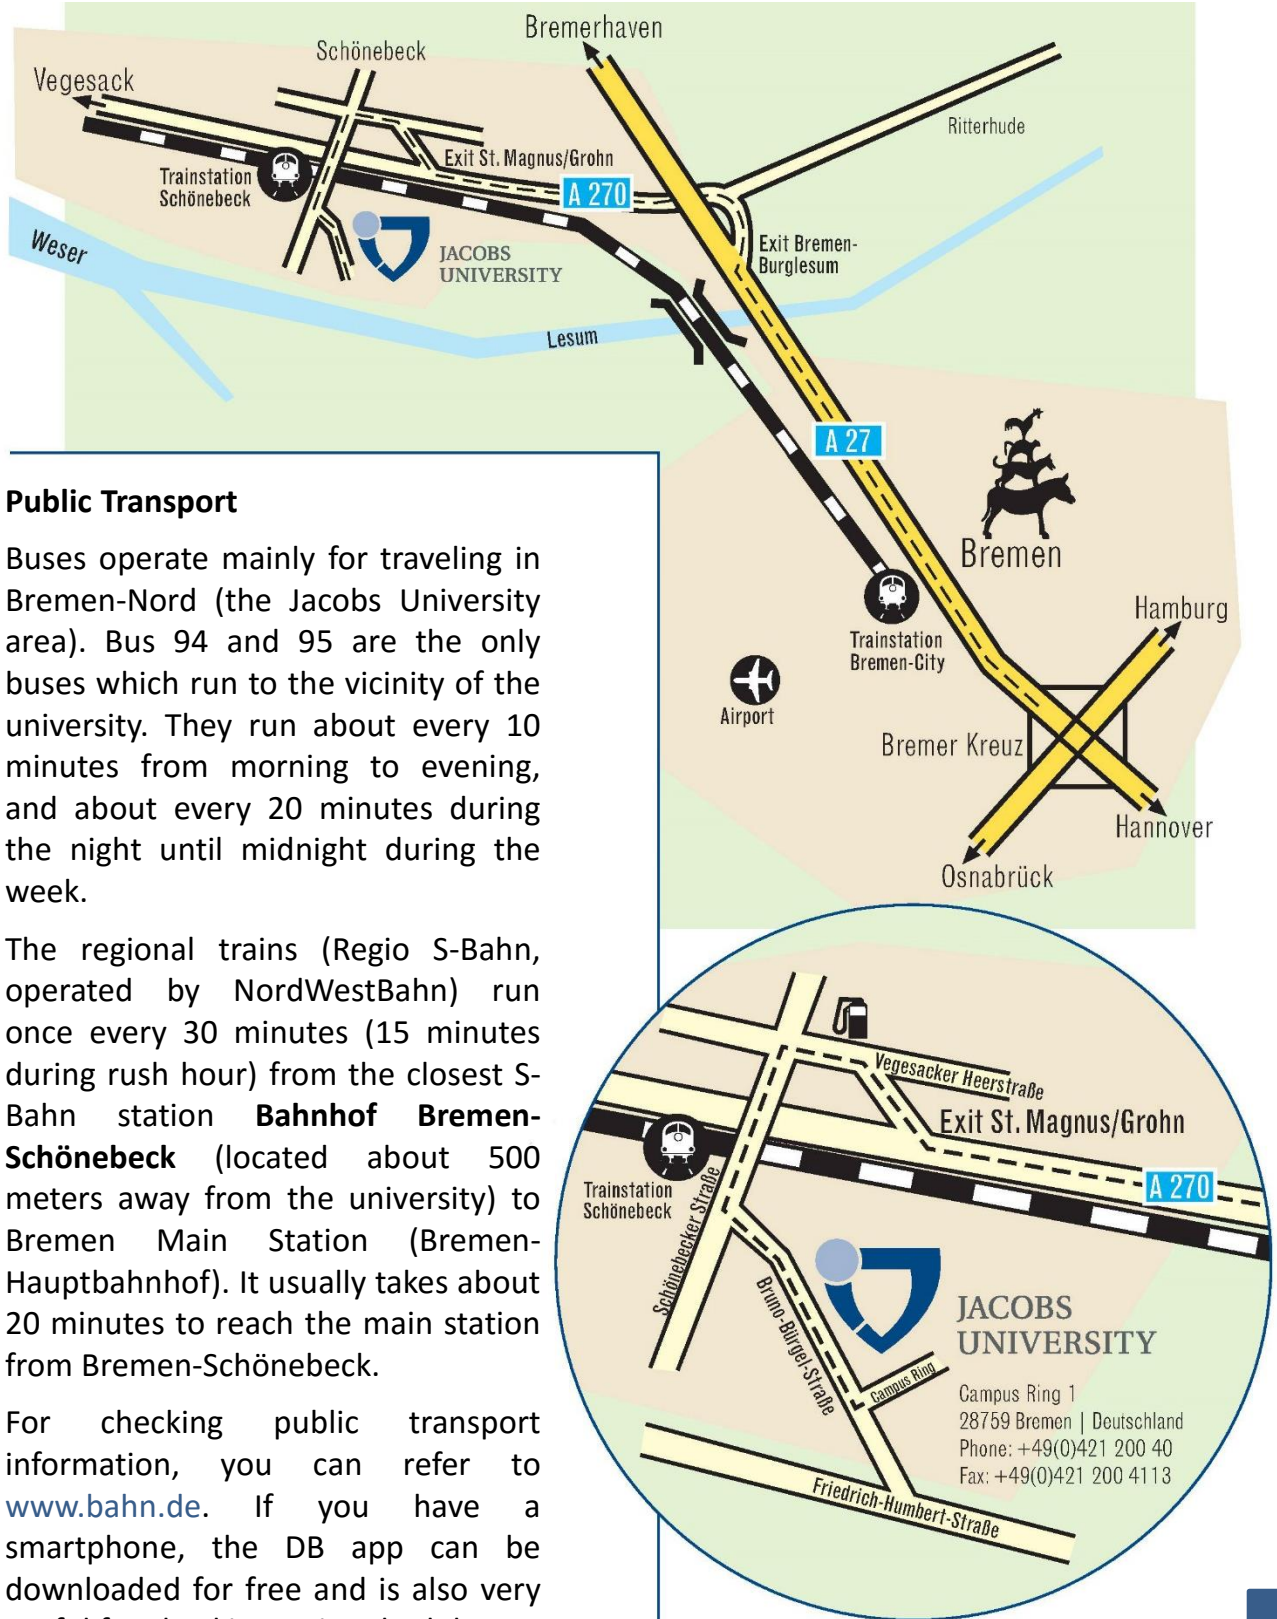 Bremerhaven
Schönebeck
Vegesack
Ritterhude
Exit St. Magnus/Grohn
Trainstation
Schönebeck
A 270
Weser
JACOBS
UNIVERSITY
Exit Bremen-
Burglesum
Lesum
A 27
Bremen
Trainstation
Bremen-City
Hamburg
Airport
Bremer Kreuz
Hannover
Osnabrück
Public Transport
Buses operate mainly for traveling in
Bremen-Nord (the Jacobs University
area). Bus 94 and 95 are the only
buses which run to the vicinity of the
university. They run about every 10
minutes from morning to evening,
and about every 20 minutes during
the night until midnight during the
week.
The regional trains (Regio S-Bahn,
operated by NordWestBahn) run
once every 30 minutes (15 minutes
during rush hour) from the closest S-
Bahn station Bahnhof Bremen-
Schönebeck (located about 500
meters away from the university) to
Bremen Main Station (Bremen-
Hauptbahnhof). It usually takes about
20 minutes to reach the main station
from Bremen-Schönebeck.
For checking public transport
information, you can refer to
www.bahn.de. If you have a
smartphone, the DB app can be
downloaded for free and is also very
Vegesacker Heerstraße
Exit St. Magnus/Grohn
A 270
Trainstation
Schönebeck
Schönebecker Straße
Bruno-Bürgel-Straße
Campus Ring
JACOBS
UNIVERSITY
Campus Ring 1
28759 Bremen | Deutschland
Phone: +49(0)421 200 40
Fax: +49(0)421 200 4113
Friedrich-Humbert-Straße